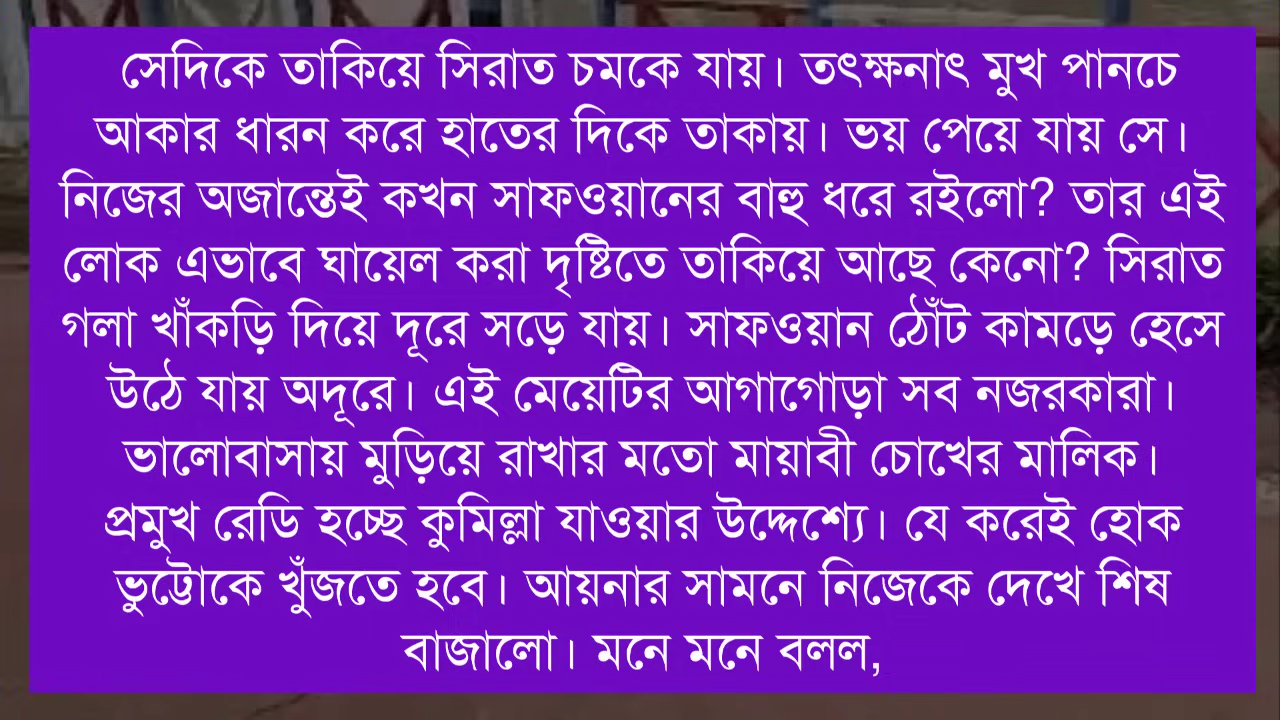 সেদিকে তাকিয়ে সিরাত চমকে যায়। তৎক্ষনাৎ মুখ পানচে
আকার ধারন করে হাতের দিকে তাকায়। ভয় পেয়ে যায় সে।
নিজের অজান্তেই কখন সাফওয়ানের বাহু ধরে রইলো? তার এই
লোক এভাবে ঘায়েল করা দৃষ্টিতে তাকিয়ে আছে কেনো? সিরাত
গলা খাঁকড়ি দিয়ে দূরে সড়ে যায়। সাফওয়ান ঠোঁট কামড়ে হেসে
উঠে যায় অদূরে। এই মেয়েটির আগাগোড়া সব নজরকারা।
ভালোবাসায় মুড়িয়ে রাখার মতো মায়াবী চোখের মালিক।
প্রমুখ রেডি হচ্ছে কুমিল্লা যাওয়ার উদ্দেশ্যে। যে করেই হোক
ভুট্টোকে খুঁজতে হবে। আয়নার সামনে নিজেকে দেখে শিষ
বাজালো। মনে মনে বলল,